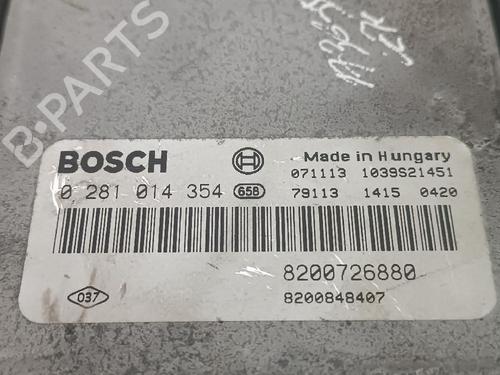 B-PARTS
BOSCH
Made in Hungary
071113 1039S21451
0 281 014 354 658
79113 1415 0420
8200726880
037
8200848407